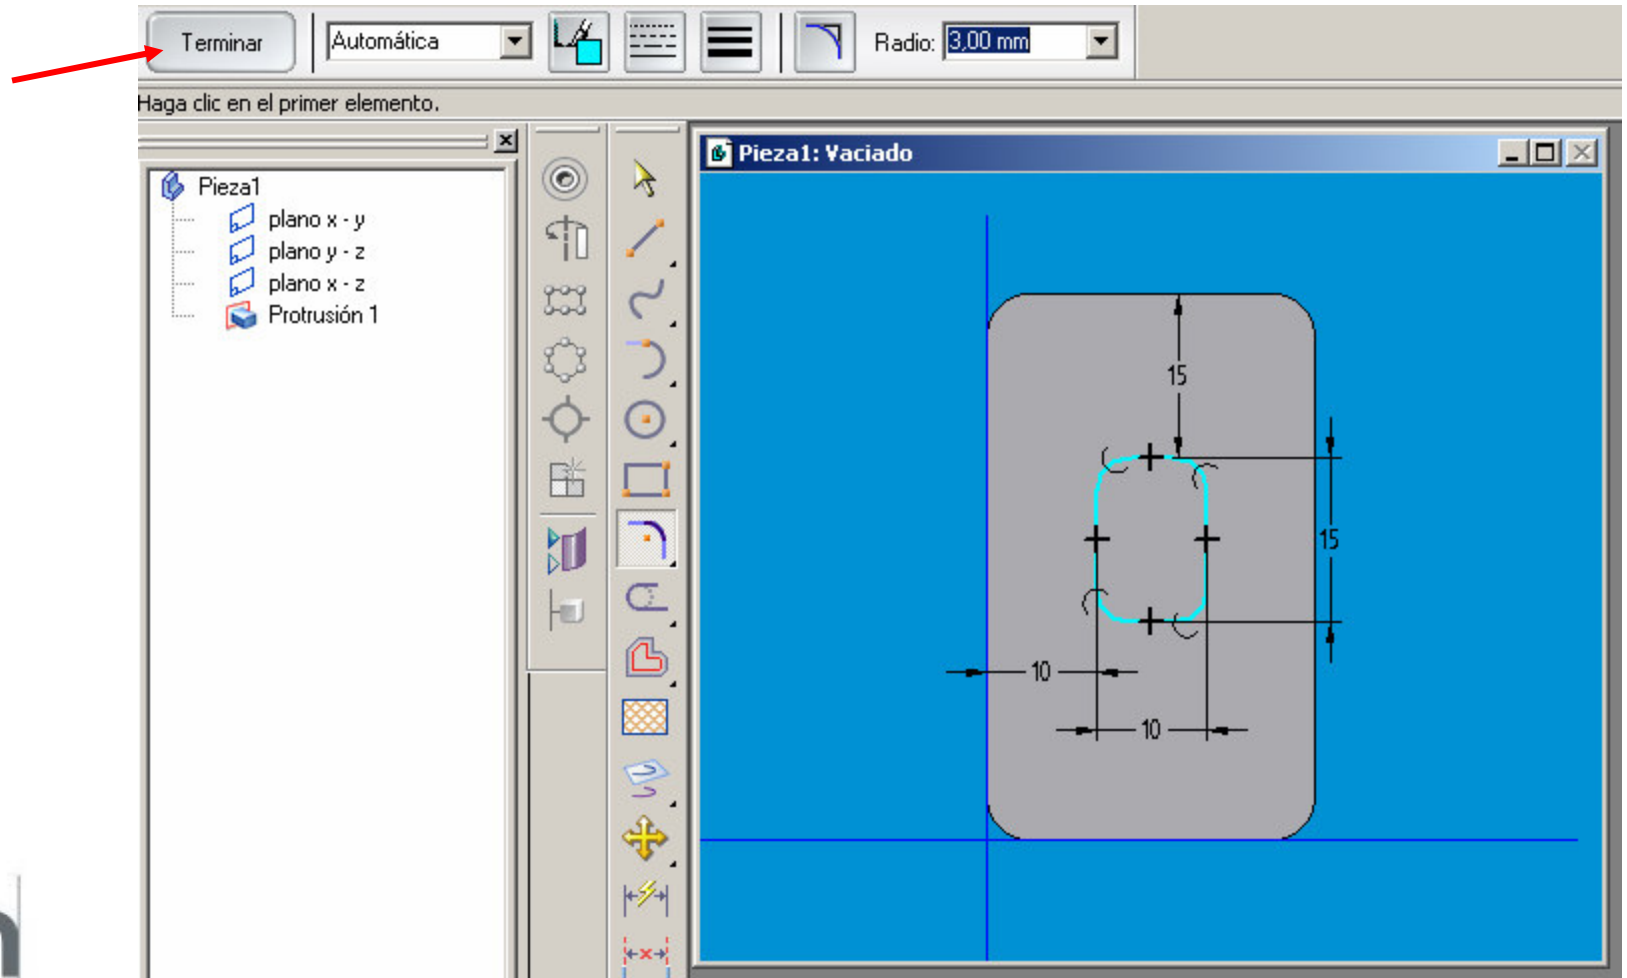 Terminar
Automática
Radio: 3,00 mm
Haga clic en el primer elemento.
Pieza1
plano x - y
plano y - z
plano x - z
Protrusión 1
Pieza1: Vaciado
15
15
10
10